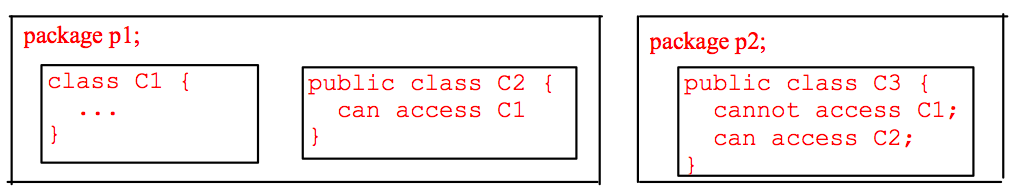 package p1;
class C1 {
...
}
public class C2 {
can access C1
}
package p2;
public class C3 {
cannot access C1;
can access C2;
}